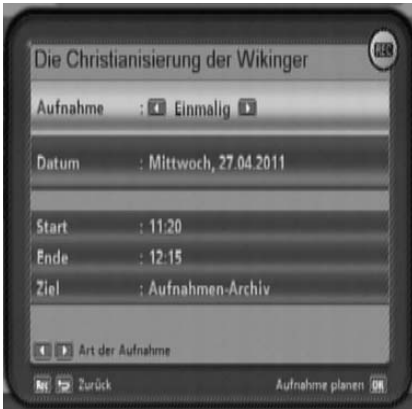 REC
Die Christianisierung der Wikinger
Aufnahme : Einmalig
Datum : Mittwoch, 27.04.2011
Start : 11:20
Ende : 12:15
Ziel : Aufnahmen-Archiv
Art der Aufnahme
Rec Zurück Aufnahme planen OK